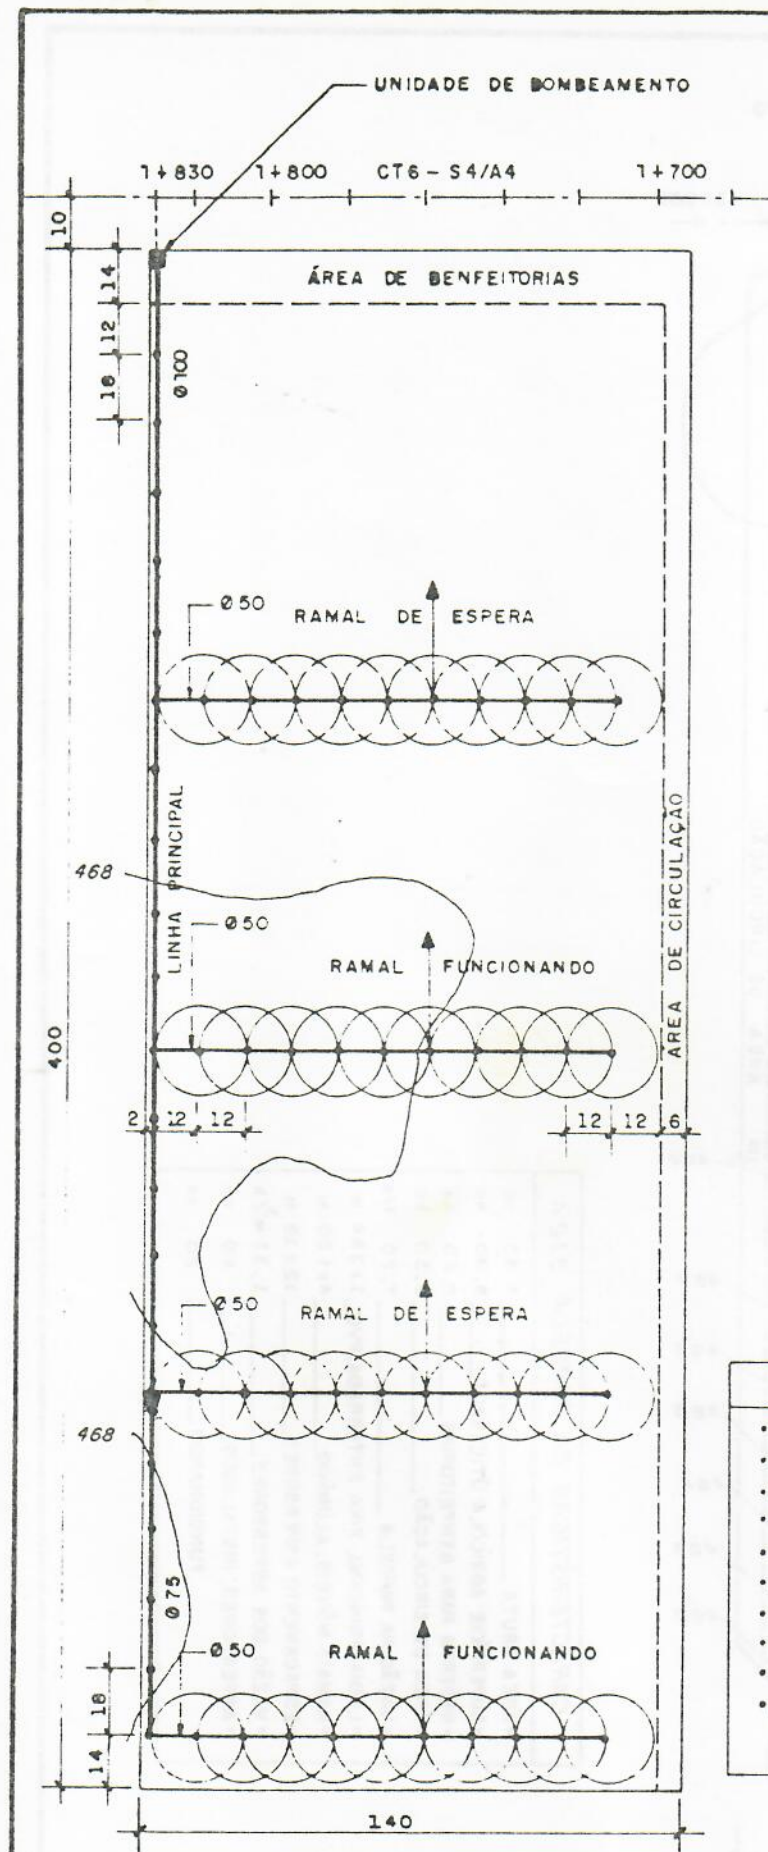 UNIDADE DE BOMBEAMENTO
1+830 1+800 CT6-S4/A4 1+700
10
ÁREA DE BENFEITORIAS
14
12
18
Ø100
Ø50 RAMAL DE ESPERA
LINHA PRINCIPAL
ÁREA DE CIRCULAÇÃO
468
Ø50
RAMAL FUNCIONANDO
400
2 12 12 12 12 6
Ø50
RAMAL DE ESPERA
468
Ø75
Ø50 RAMAL FUNCIONANDO
18
14
140